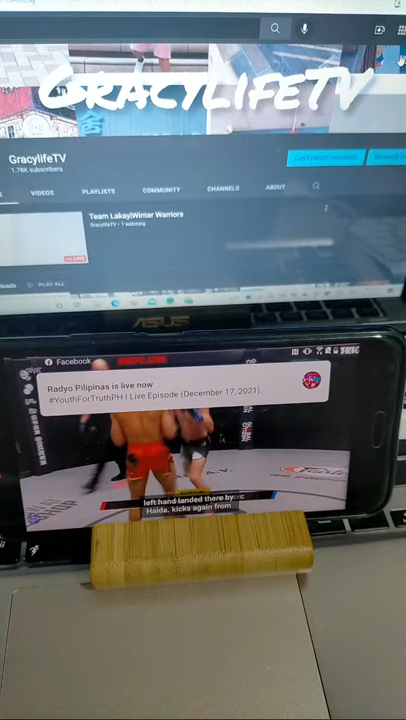 GRACYLIFETV
GracylifeTV
1.78K subscribers
CUSTOMIZE CHANNEL
VIDEOS
PLAYLISTS
COMMUNITY
CHANNELS
ABOUT
Team Lakay|Winter Warriors
GracylifeTV • 1 watching
LIVE
PLAY ALL
ASUS
Facebook
Radyo Pilipinas is live now
#YouthForTruthPH | Live Episode (December 17, 2021).
left hand landed there by
Haida, kicks again from